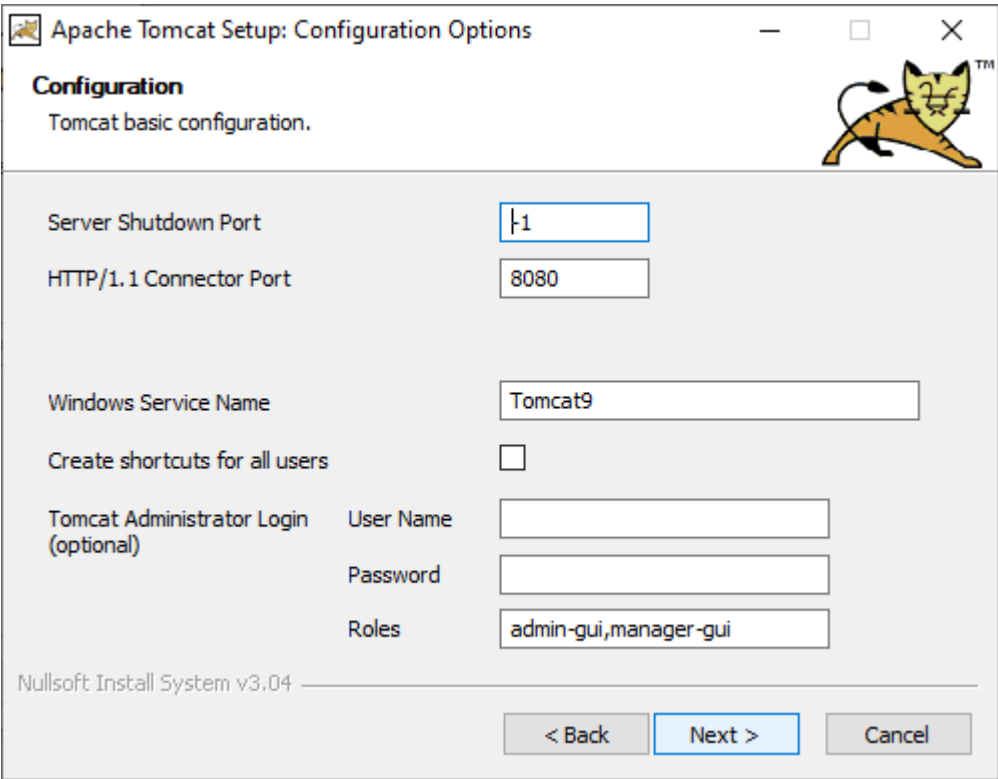 Apache Tomcat Setup: Configuration Options
Configuration
Tomcat basic configuration.
TM
Server Shutdown Port -1
HTTP/1.1 Connector Port 8080
Windows Service Name Tomcat9
Create shortcuts for all users
Tomcat Administrator Login User Name
(optional)
Password
Roles admin-gui,manager-gui
Nullsoft Install System v3.04
< Back Next > Cancel